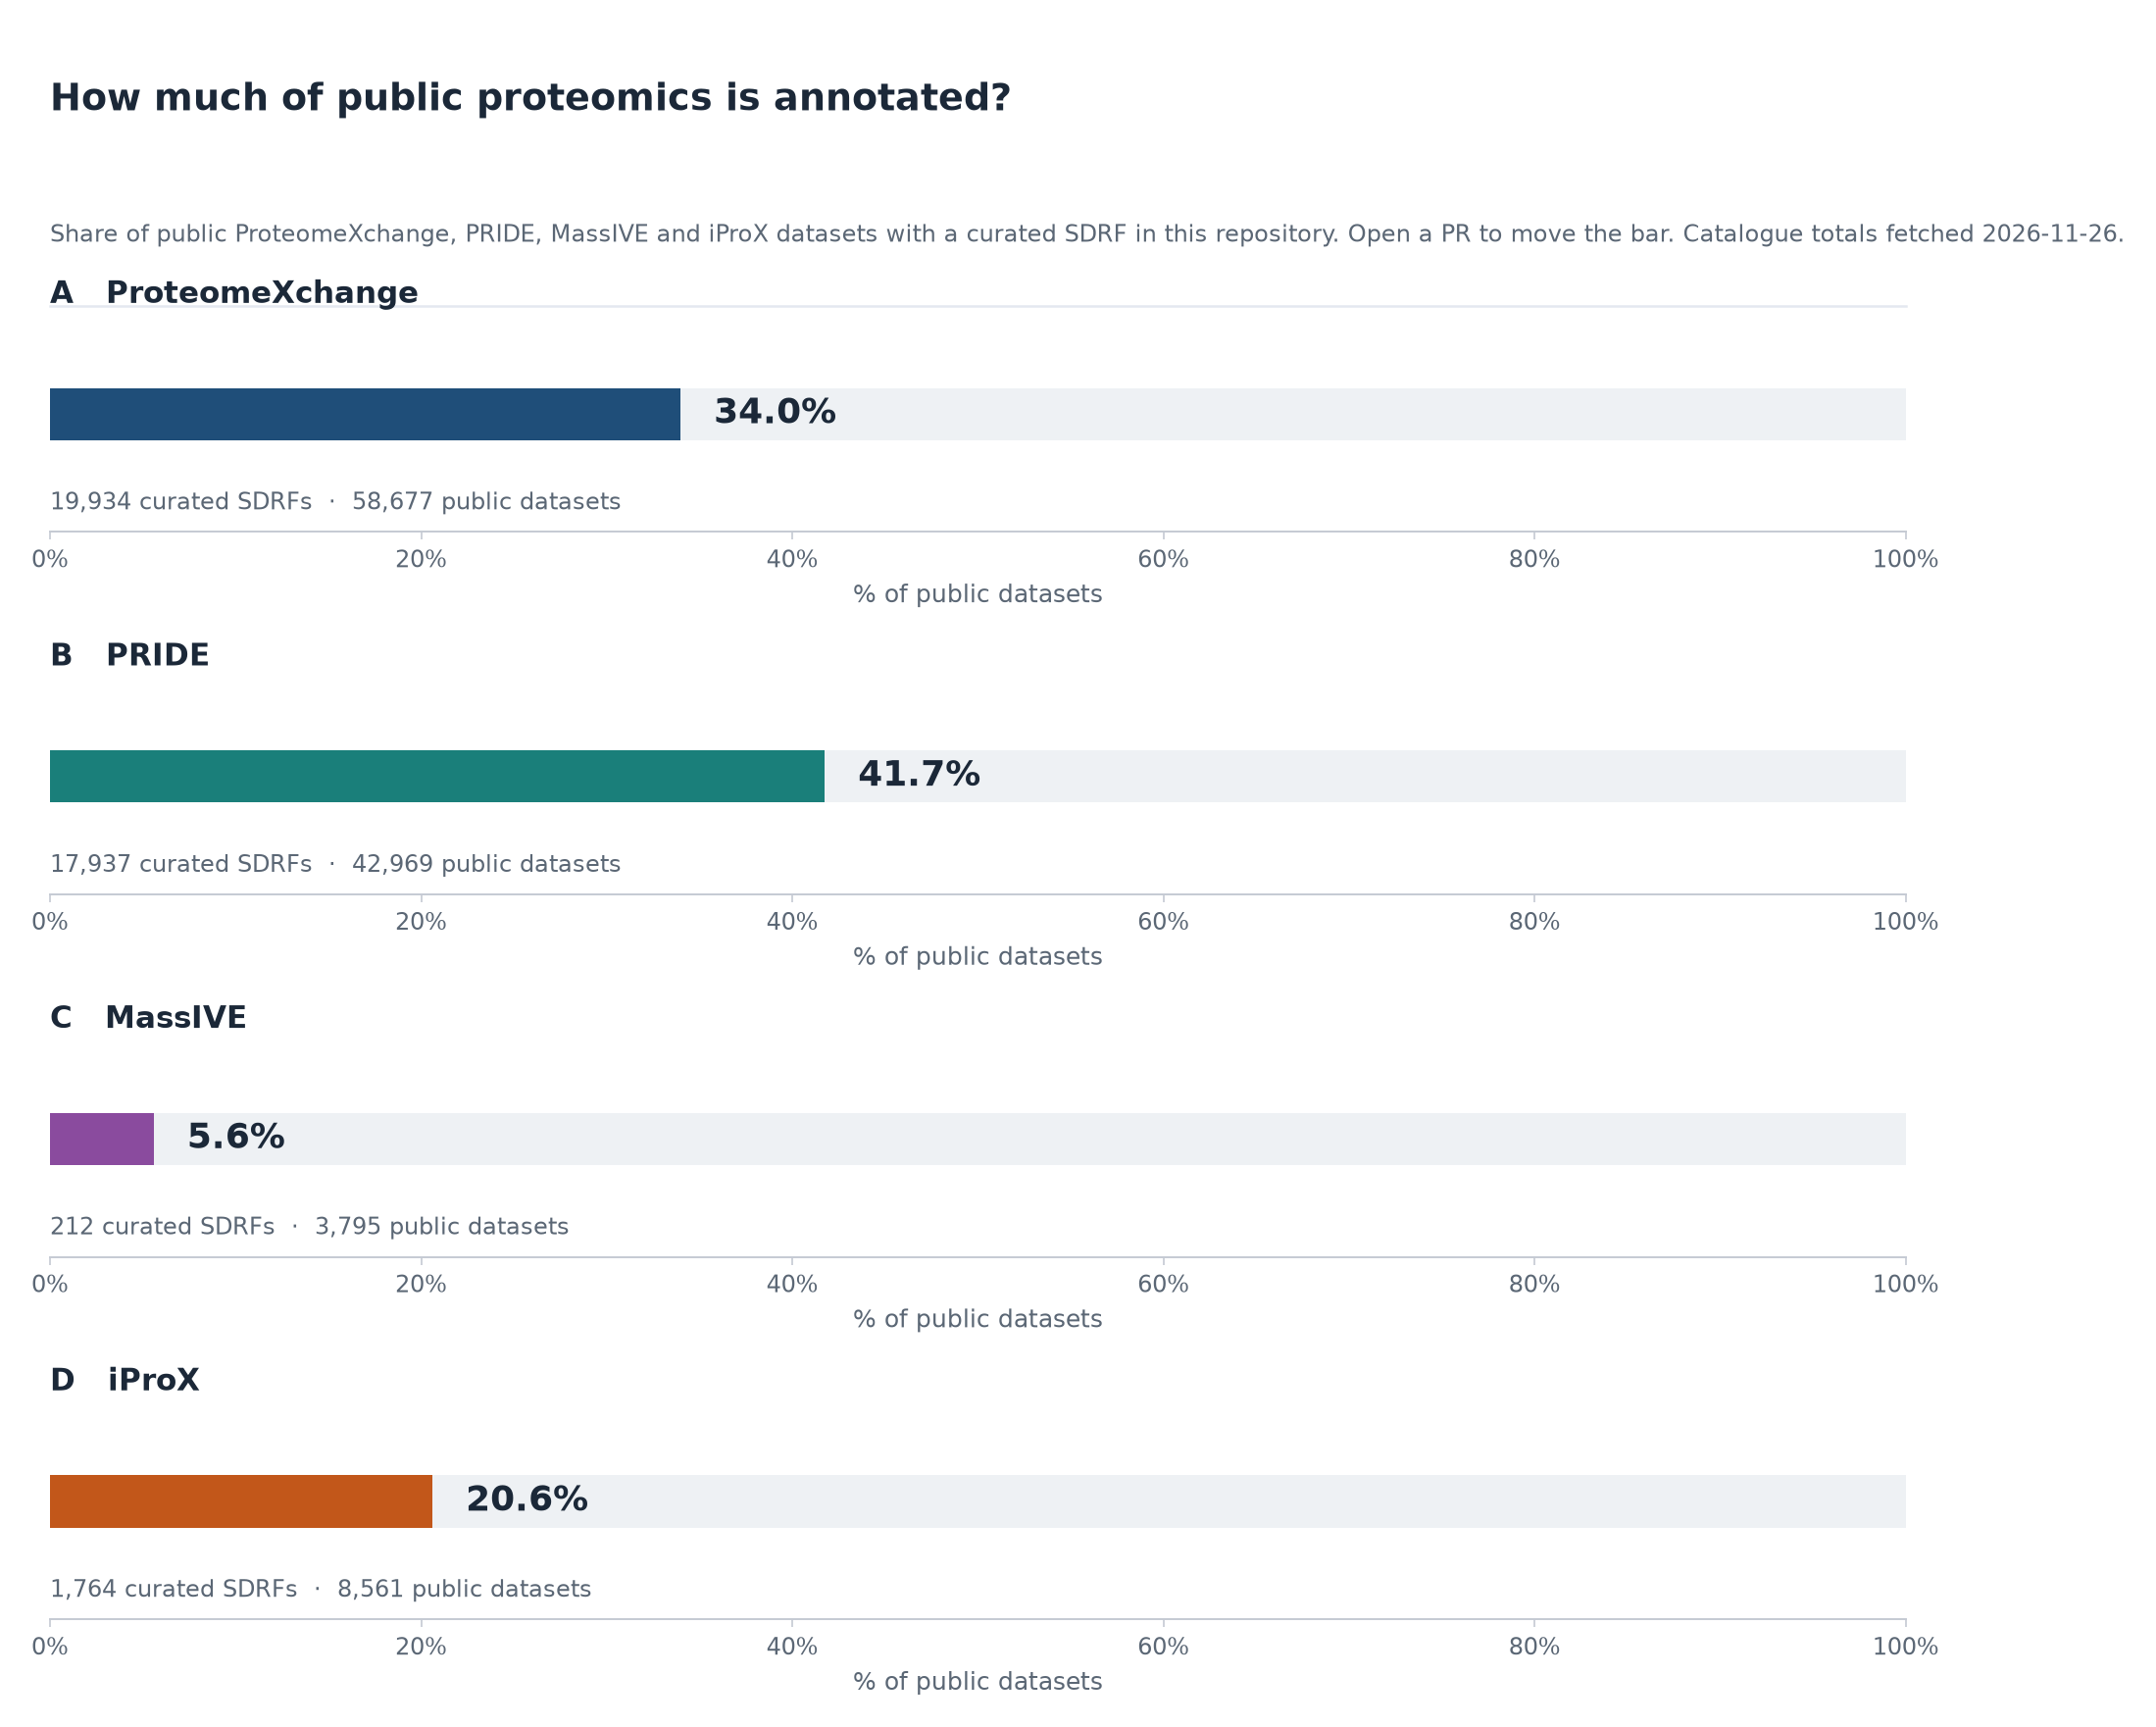 How much of public proteomics is annotated?
Share of public ProteomeXchange, PRIDE, MassIVE and iProX datasets with a curated SDRF in this repository. Open a PR to move the bar. Catalogue totals fetched 2026-11-26.
A ProteomeXchange
34.0%
19,934 curated SDRFs · 58,677 public datasets
0% 20% 40% 60% 80% 100%
% of public datasets
B PRIDE
41.7%
17,937 curated SDRFs · 42,969 public datasets
0% 20% 40% 60% 80% 100%
% of public datasets
C MassIVE
5.6%
212 curated SDRFs · 3,795 public datasets
0% 20% 40% 60% 80% 100%
% of public datasets
D iProX
20.6%
1,764 curated SDRFs · 8,561 public datasets
0% 20% 40% 60% 80% 100%
% of public datasets